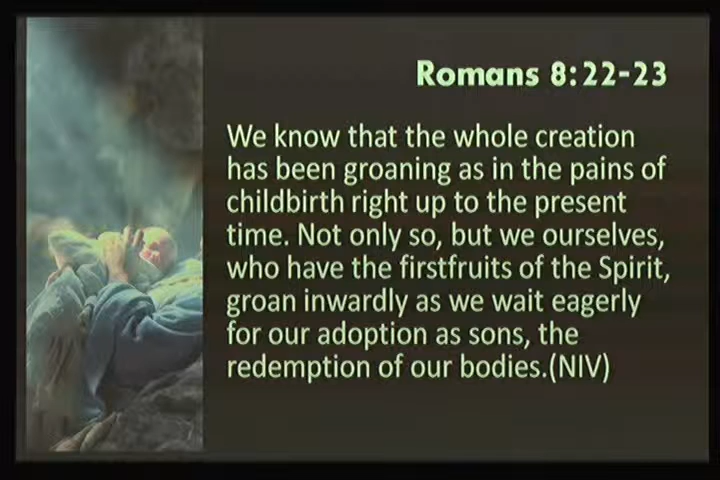 Romans 8:22-23
We know that the whole creation
has been groaning as in the pains of
childbirth right up to the present
time. Not only so, but we ourselves,
who have the firstfruits of the Spirit,
groan inwardly as we wait eagerly
for our adoption as sons, the
redemption of our bodies.(NIV)